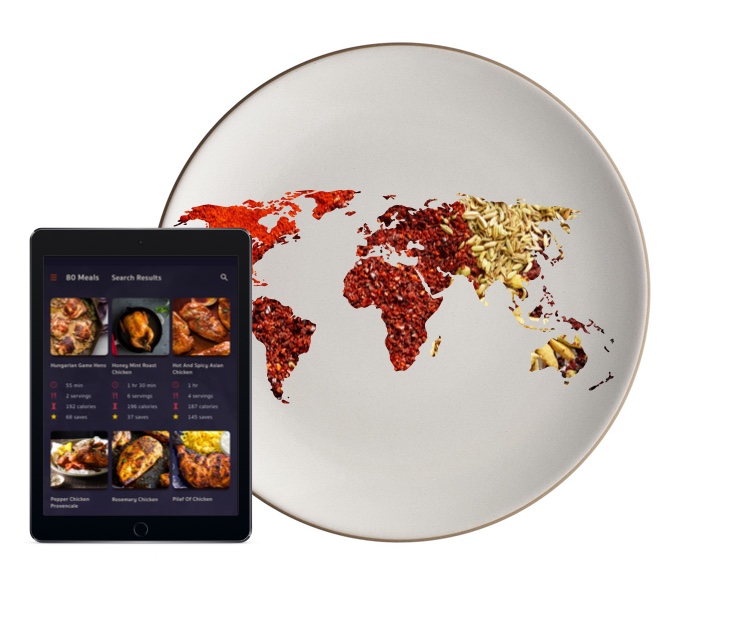 80 Meals Search Results
Hungarian Game Hens
Honey Mint Roast
Chicken
Hot And Spicy Asian
Chicken
55 min
2 servings
192 calories
68 saves
1 hr 30 min
6 servings
196 calories
37 saves
1 hr
4 servings
187 calories
145 saves
Pepper Chicken
Provencale
Rosemary Chicken
Pilaf Of Chicken